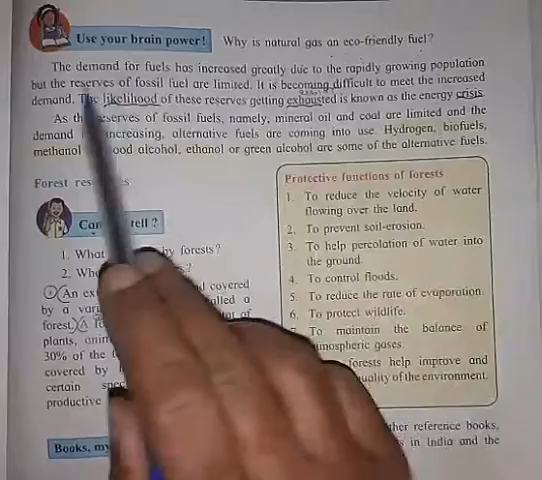 Use your brain power! Why is natural gas an eco-friendly fuel?
The demand for fuels has increased greatly due to the rapidly growing population
but the reserves of fossil fuel are limited. It is becoming difficult to meet the increased
demand. The likelihood of these reserves getting exhausted is known as the energy crisis.
As the reserves of fossil fuels, namely, mineral oil and coal are limited and the
demand increasing, alternative fuels are coming into use. Hydrogen, biofuels,
methanol ood alcohol, ethanol or green alcohol are some of the alternative fuels.
Forest res s
Can tell ?
1. What by forests?
2. Wh ?
An ex d covered
by a vari lled a
forest. A fo of
plants, anim
30% of the
covered by
certain spec
productive
Books, my
Protective functions of forests
1. To reduce the velocity of water
flowing over the land.
2. To prevent soil-erosion.
3. To help percolation of water into
the ground.
4. To control floods.
5. To reduce the rate of evaporation.
6. To protect wildlife.
7. To maintain the balance of
atmospheric gases.
forests help improve and
quality of the environment.
her reference books,
in India and the